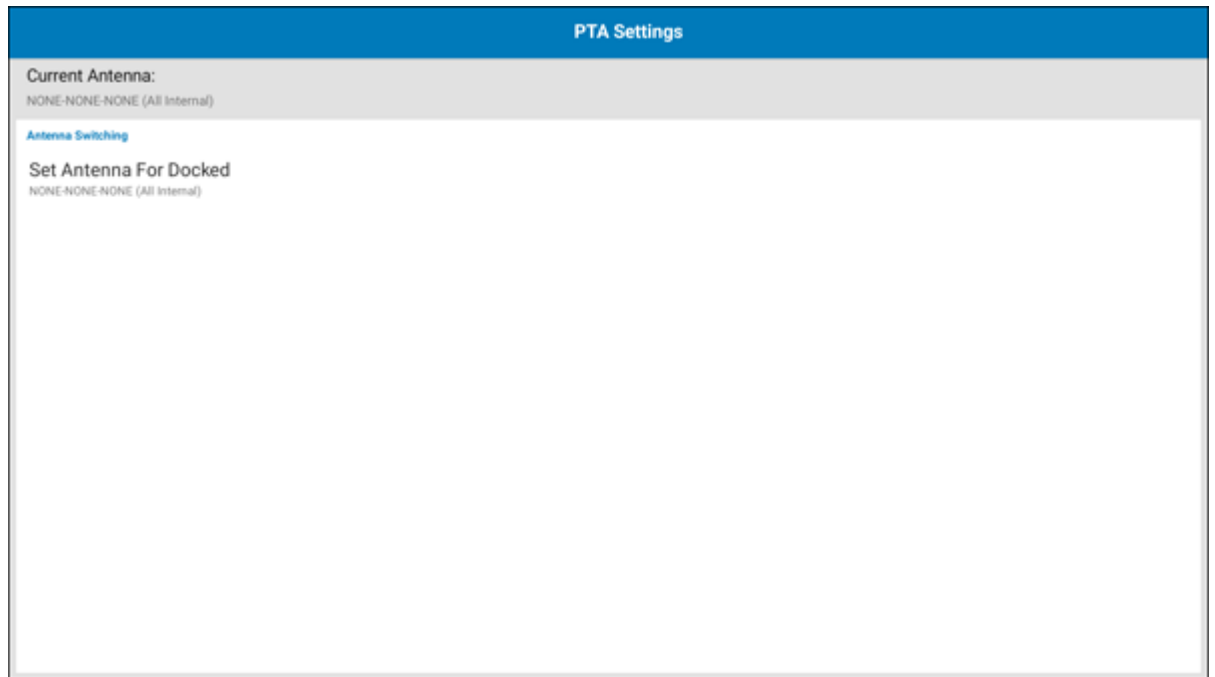 PTA Settings
Current Antenna:
NONE-NONE-NONE (All Internal)
Antenna Switching
Set Antenna For Docked
NONE-NONE-NONE (All Internal)